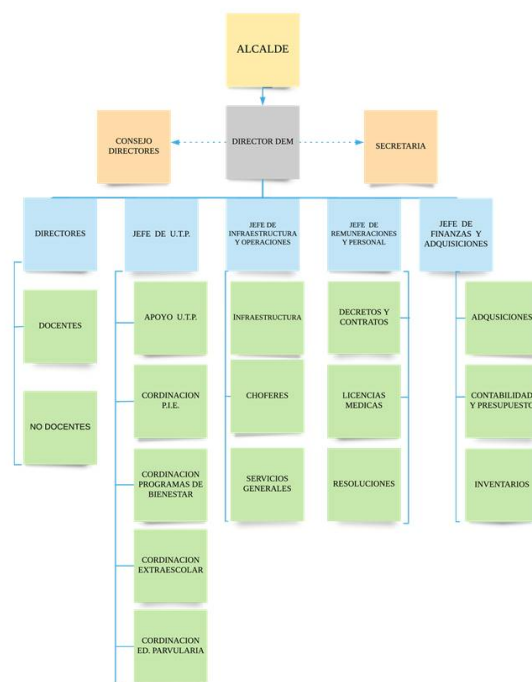 ALCALDE
CONSEJO
DIRECTORES
DIRECTOR DEM
SECRETARIA
DIRECTORES
JEFE DE U.T.P.
JEFE DE
INFRAESTRUCTURA
Y OPERACIONES
JEFE DE
REMUNERACIONES
Y PERSONAL
JEFE DE
FINANZAS Y
ADQUISICIONES
DOCENTES
APOYO U.T.P.
INFRAESTRUCTURA
DECRETOS Y
CONTRATOS
ADQUSICIONES
NO DOCENTES
CORDINACION
P.I.E.
CHOFERES
LICENCIAS
MEDICAS
CONTABILIDAD
Y PRESUPUESTO
CORDINACION
PROGRAMAS DE
BIENESTAR
SERVICIOS
GENERALES
RESOLUCIONES
INVENTARIOS
CORDINACION
EXTRAESCOLAR
CORDINACION
ED. PARVULARIA